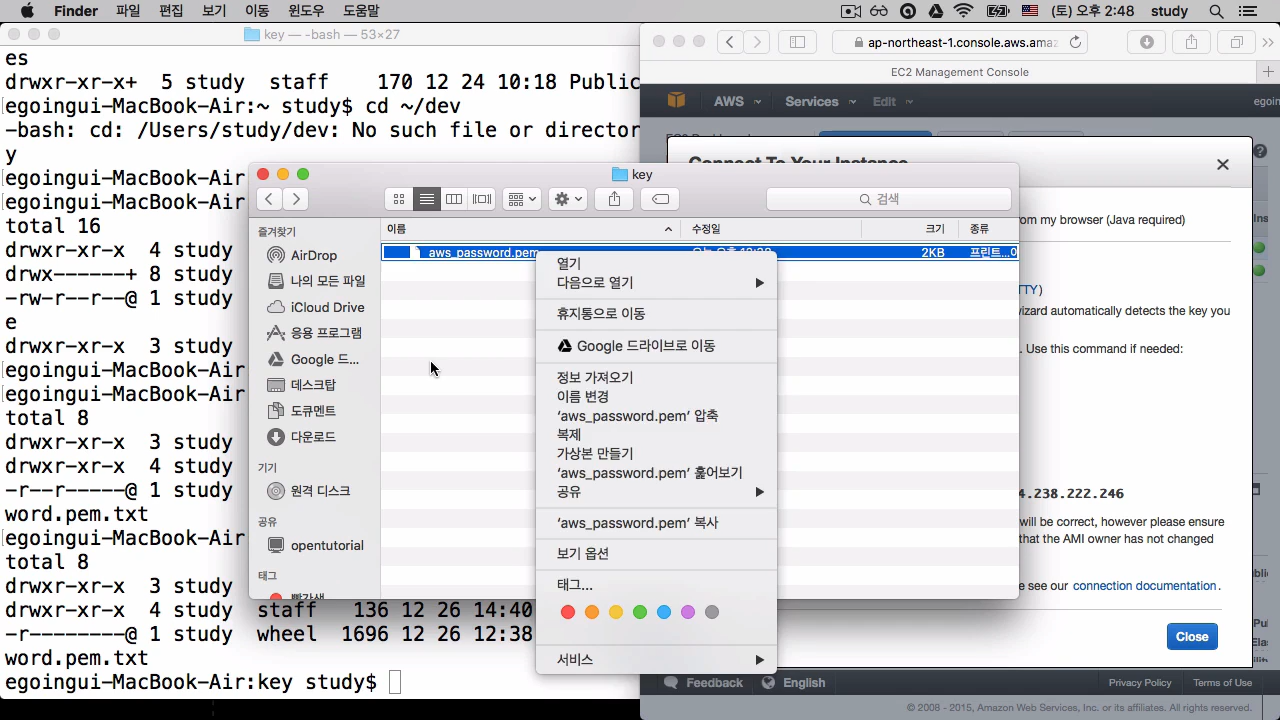 Finder 파일 편집 보기 이동 윈도우 도움말 (토) 오후 2:48 study
key — -bash — 53×27
es
drwxr-xr-x+ 5 study staff 170 12 24 10:18 Public
egoingui-MacBook-Air:~ study$ cd ~/dev
-bash: cd: /Users/study/dev: No such file or director
y
egoingui-MacBook-Air
egoingui-MacBook-Air
total 16
drwxr-xr-x 4 study
drwx------+ 8 study
-rw-r--r--@ 1 study
e
drwxr-xr-x 3 study
egoingui-MacBook-Air
egoingui-MacBook-Air
total 8
drwxr-xr-x 3 study
drwxr-xr-x 4 study
-r--r-----@ 1 study
word.pem.txt
egoingui-MacBook-Air
total 8
drwxr-xr-x 3 study
drwxr-xr-x 4 study staff 136 12 26 14:40
-r--------@ 1 study wheel 1696 12 26 12:38
word.pem.txt
egoingui-MacBook-Air:key study$
key
검색
즐겨찾기
AirDrop
나의 모든 파일
iCloud Drive
응용 프로그램
Google 드...
데스크탑
도큐멘트
다운로드
기기
원격 디스크
공유
opentutorial
태그
이름 수정일 크기 종류
aws_password.pem 2KB 프린트...이
열기
다음으로 열기
휴지통으로 이동
Google 드라이브로 이동
정보 가져오기
이름 변경
‘aws_password.pem’ 압축
복제
가상본 만들기
‘aws_password.pem’ 훑어보기
공유
‘aws_password.pem’ 복사
보기 옵션
태그...
서비스
ap-northeast-1.console.aws.amaz
EC2 Management Console
AWS Services Edit egoin
Connect To Your Instance
om my browser (Java required)
Ins
TTY)
izard automatically detects the key you
. Use this command if needed:
4.238.222.246
will be correct, however please ensure
that the AMI owner has not changed
e see our connection documentation.
Close
Feedback English Privacy Policy Terms of Use
© 2008 - 2015, Amazon Web Services, Inc. or its affiliates. All rights reserved.